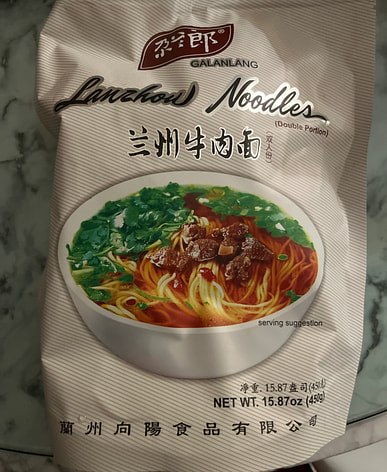 尕兰郎®
GALANLANG
Lanzhou Noodles
(Double Portion)
兰州牛肉面
(双人份)
serving suggestion
净重. 15.87盎司(450克)
NET WT. 15.87oz (450g)
蘭州向陽食品有限公司